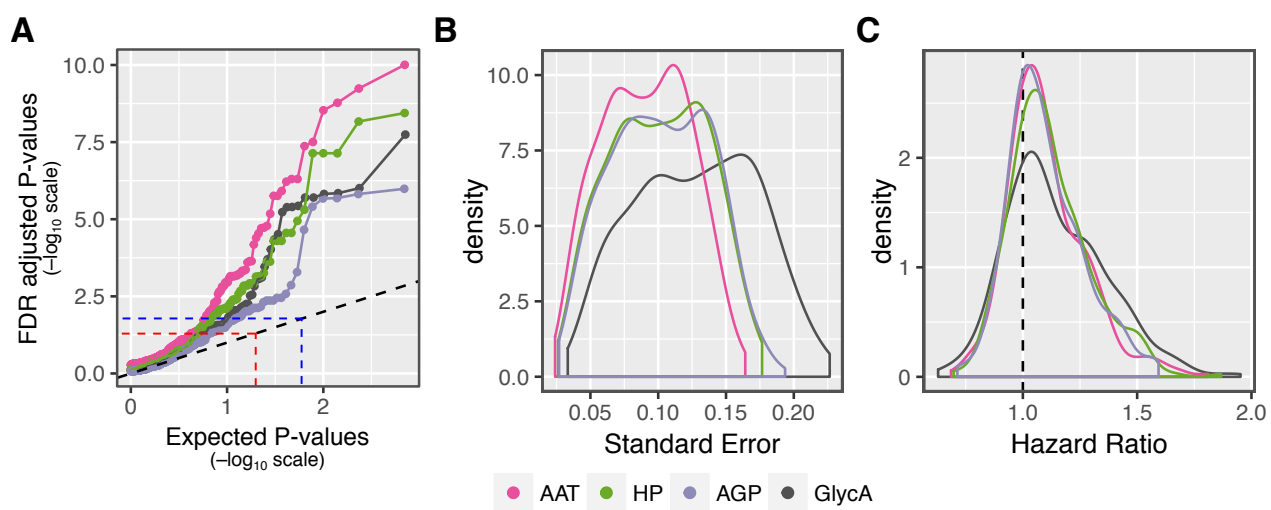 A
FDR adjusted P-values
(−log10 scale)
10.0
7.5
5.0
2.5
0.0
0
1
2
Expected P-values
(−log10 scale)
B
density
10.0
7.5
5.0
2.5
0.0
0.05
0.10
0.15
0.20
Standard Error
C
density
2
1
0
1.0
1.5
2.0
Hazard Ratio
AAT
HP
AGP
GlycA